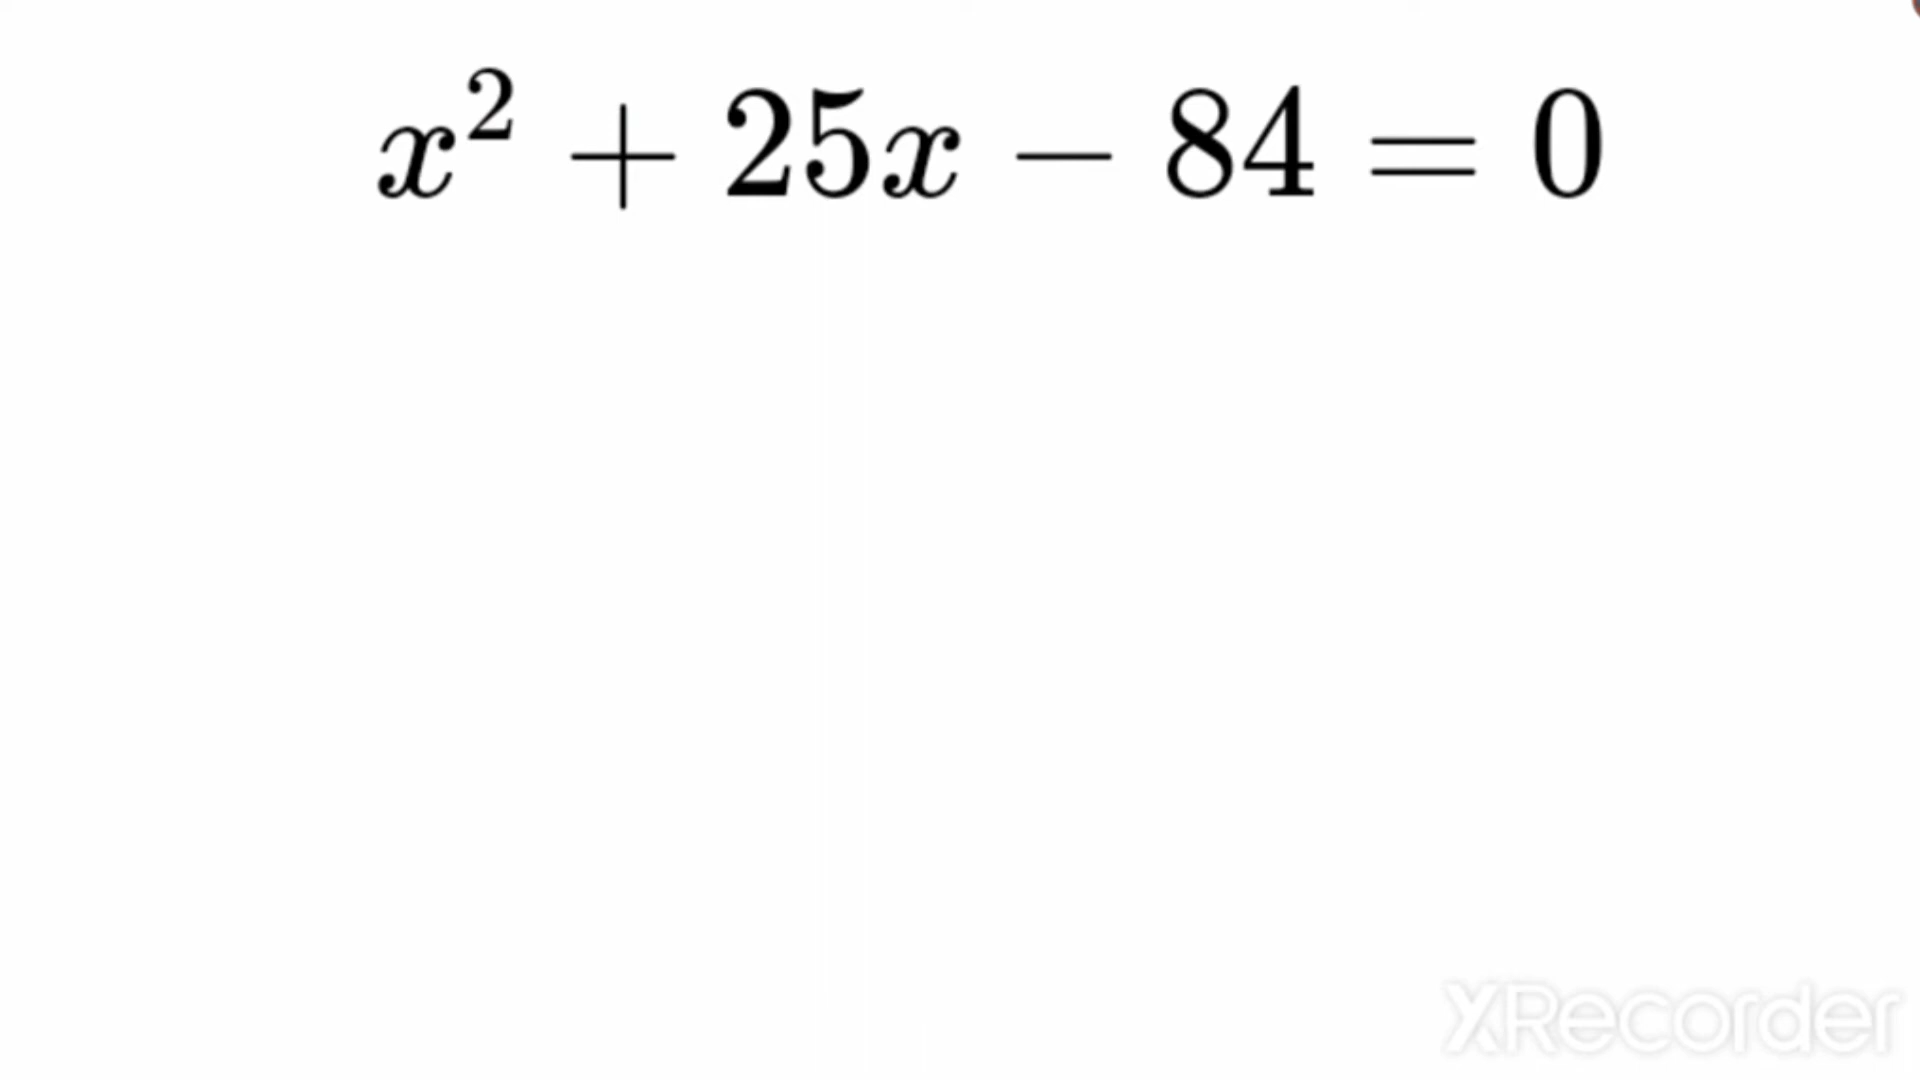 x² + 25x − 84 = 0
XRecorder